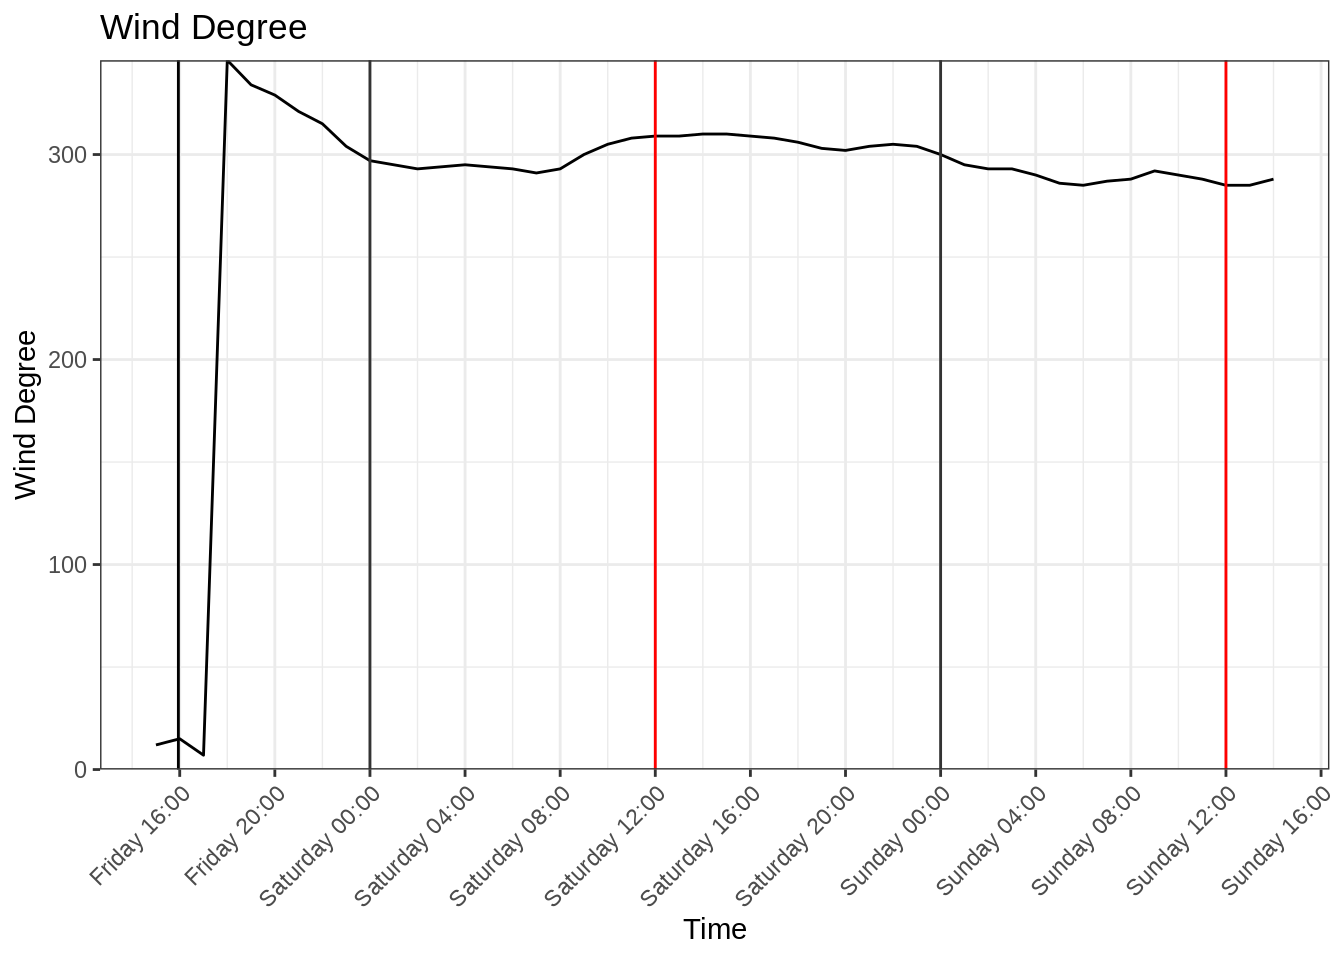 Wind Degree
Wind Degree
300
200
100
0
Friday 16:00
Friday 20:00
Saturday 00:00
Saturday 04:00
Saturday 08:00
Saturday 12:00
Saturday 16:00
Saturday 20:00
Sunday 00:00
Sunday 04:00
Sunday 08:00
Sunday 12:00
Sunday 16:00
Time